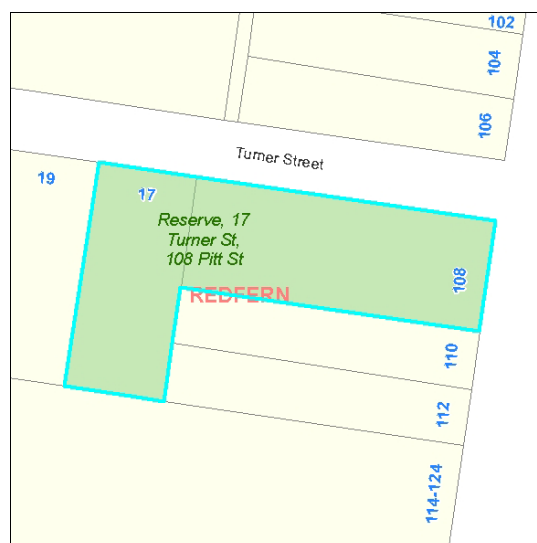 102
104
106
Turner Street
19
17
Reserve, 17
Turner St,
108 Pitt St
108
REDFERN
110
112
114-124